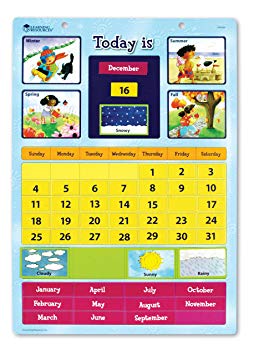 LEARNING RESOURCES
Today is
Winter
Summer
December
16
Snowy
Spring
Fall
Sunday Monday Tuesday Wednesday Thursday Friday Saturday
1 2 3
4 5 6 7 8 9 10
11 12 13 14 15 16 17
18 19 20 21 22 23 24
25 26 27 28 29 30 31
Cloudy Sunny Rainy
January April July October
February May August November
March June September